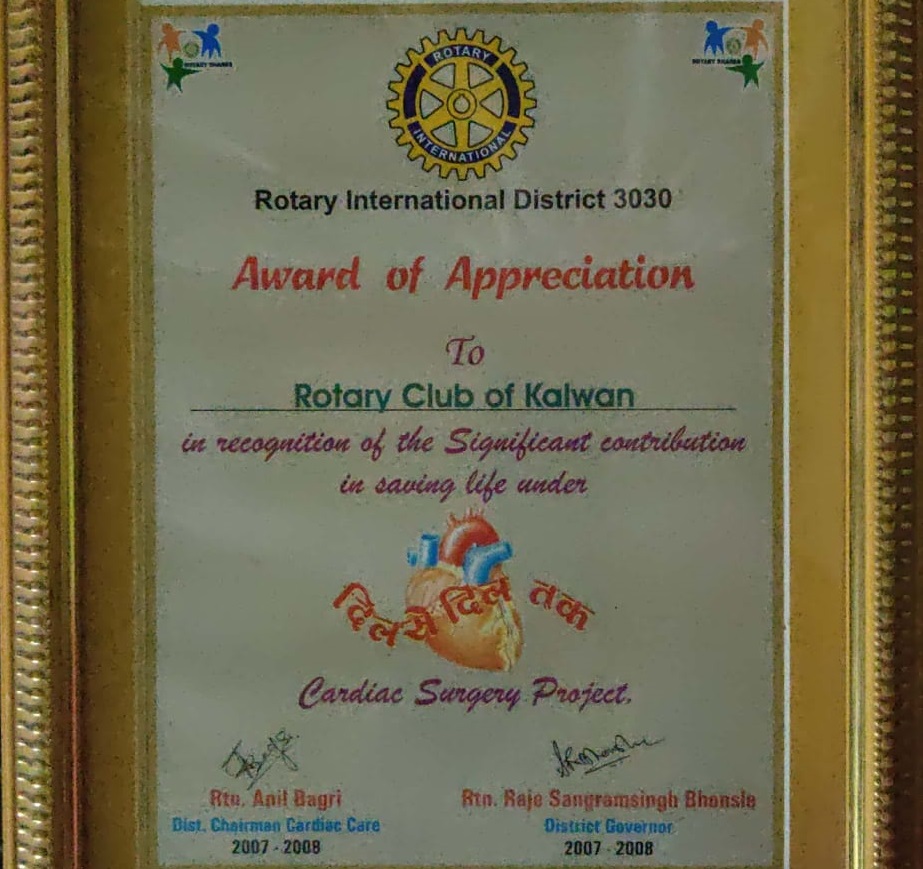 ROTARY SHARES
ROTARY SHARES
ROTARY
INTERNATIONAL
Rotary International District 3030
Award of Appreciation
To
Rotary Club of Kalwan
in recognition of the Significant contribution
in saving life under
दिल से दिल तक
Cardiac Surgery Project.
Rtn. Anil Bagri
Rtn. Raje Sangramsingh Bhonsle
Dist. Chairman Cardiac Care
District Governor
2007 - 2008
2007 - 2008